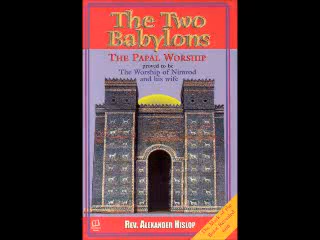 The Two
Babylons
THE PAPAL WORSHIP
proved to be
The Worship of Nimrod
and his wife
REV. ALEXANDER HISLOP